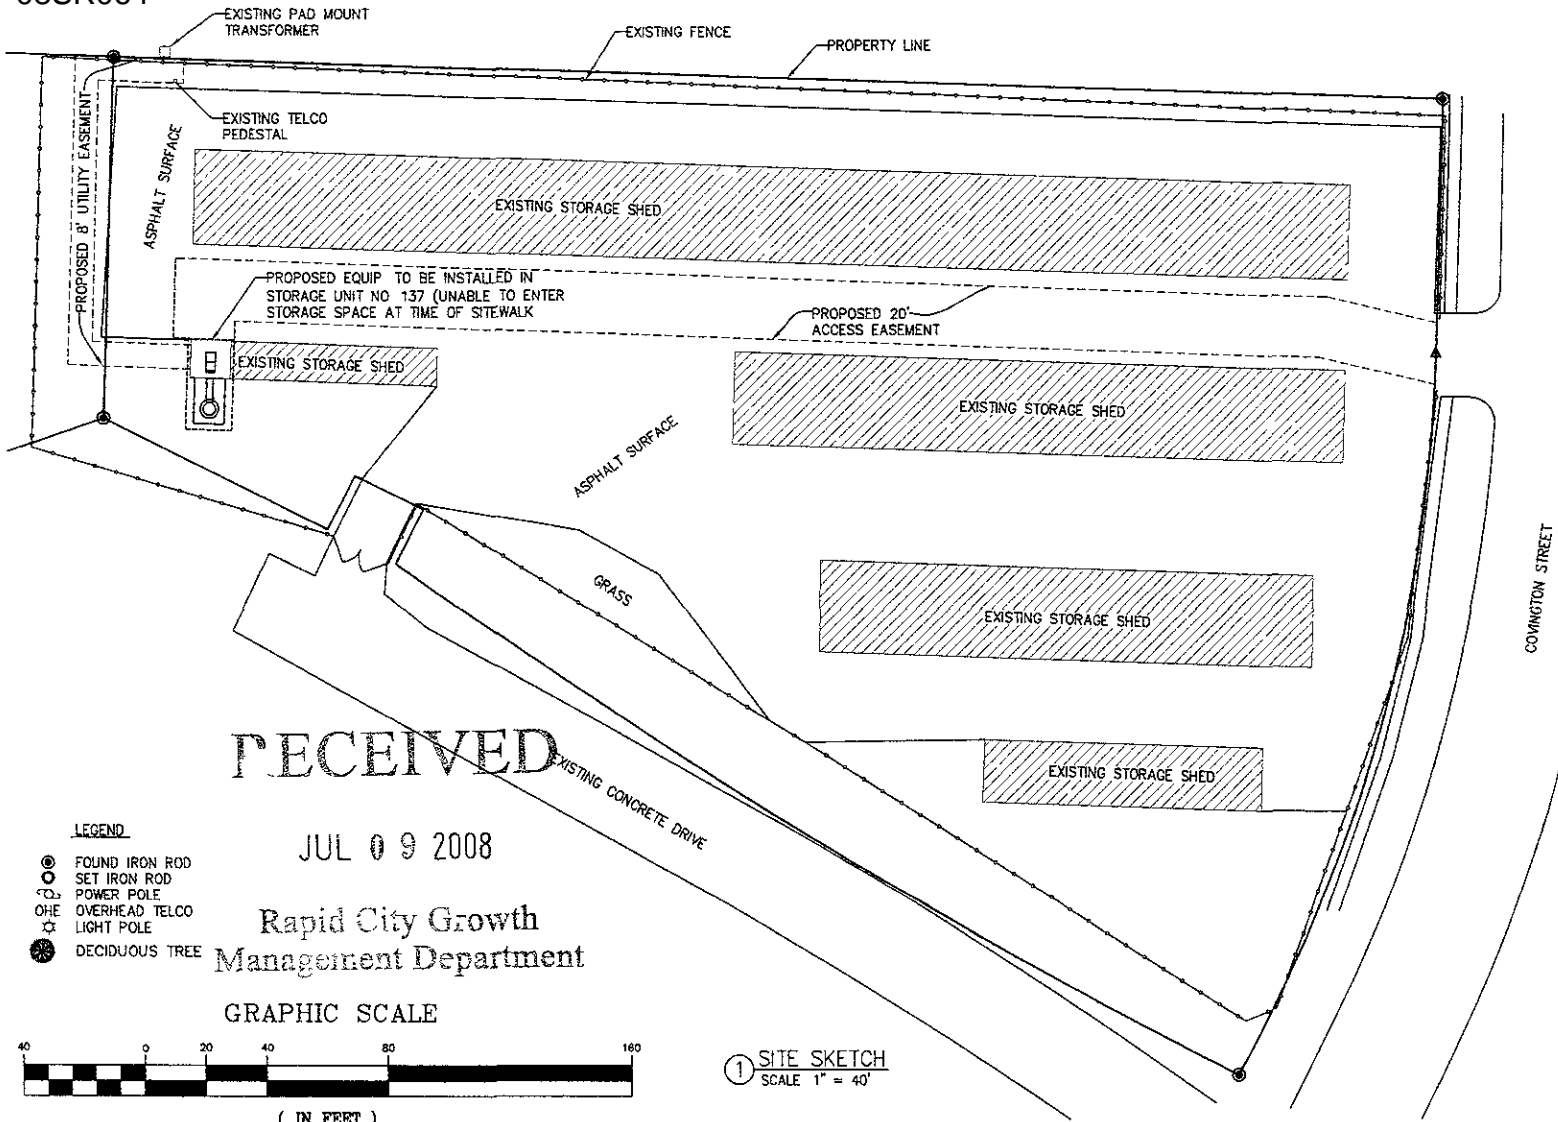 EXISTING PAD MOUNT
TRANSFORMER
EXISTING FENCE
PROPERTY LINE
EXISTING TELCO
PEDESTAL
PROPOSED 8' UTILITY EASEMENT
ASPHALT SURFACE
EXISTING STORAGE SHED
PROPOSED EQUIP TO BE INSTALLED IN
STORAGE UNIT NO 137 (UNABLE TO ENTER
STORAGE SPACE AT TIME OF SITEWALK
PROPOSED 20'
ACCESS EASEMENT
EXISTING STORAGE SHED
EXISTING STORAGE SHED
ASPHALT SURFACE
GRASS
EXISTING STORAGE SHED
COVINGTON STREET
EXISTING STORAGE SHED
EXISTING CONCRETE DRIVE
RECEIVED
JUL 09 2008
Rapid City Growth
Management Department
LEGEND
FOUND IRON ROD
SET IRON ROD
POWER POLE
OHE OVERHEAD TELCO
LIGHT POLE
DECIDUOUS TREE
GRAPHIC SCALE
40 0 20 40 80 160
( IN FEET )
1 SITE SKETCH
SCALE 1" = 40'